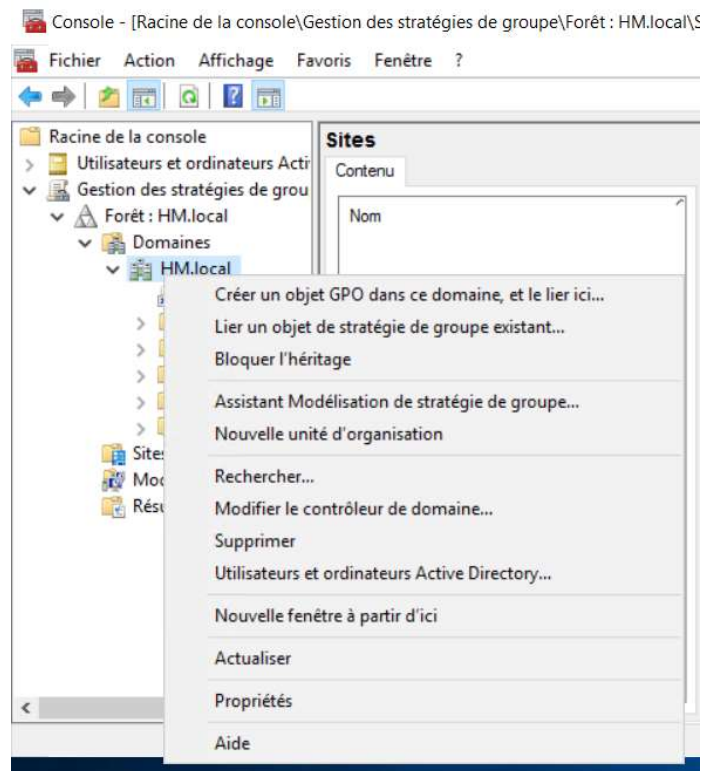 Console - [Racine de la console\Gestion des stratégies de groupe\Forêt : HM.local\S
Fichier Action Affichage Favoris Fenêtre ?
Racine de la console
Utilisateurs et ordinateurs Acti
Gestion des stratégies de grou
Forêt : HM.local
Domaines
HM.local
Sites
Mod
Résu
Sites
Contenu
Nom
Créer un objet GPO dans ce domaine, et le lier ici...
Lier un objet de stratégie de groupe existant...
Bloquer l'héritage
Assistant Modélisation de stratégie de groupe...
Nouvelle unité d'organisation
Rechercher...
Modifier le contrôleur de domaine...
Supprimer
Utilisateurs et ordinateurs Active Directory...
Nouvelle fenêtre à partir d'ici
Actualiser
Propriétés
Aide